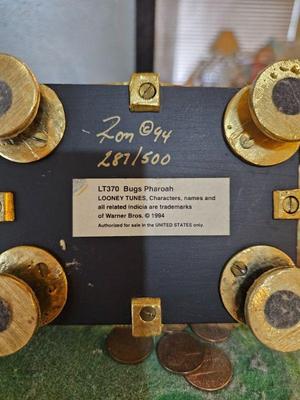 Ron © 94
287/500
LT370 Bugs Pharoah
LOONEY TUNES, Characters, names and
all related indicia are trademarks
of Warner Bros. © 1994
Authorized for sale in the UNITED STATES only.